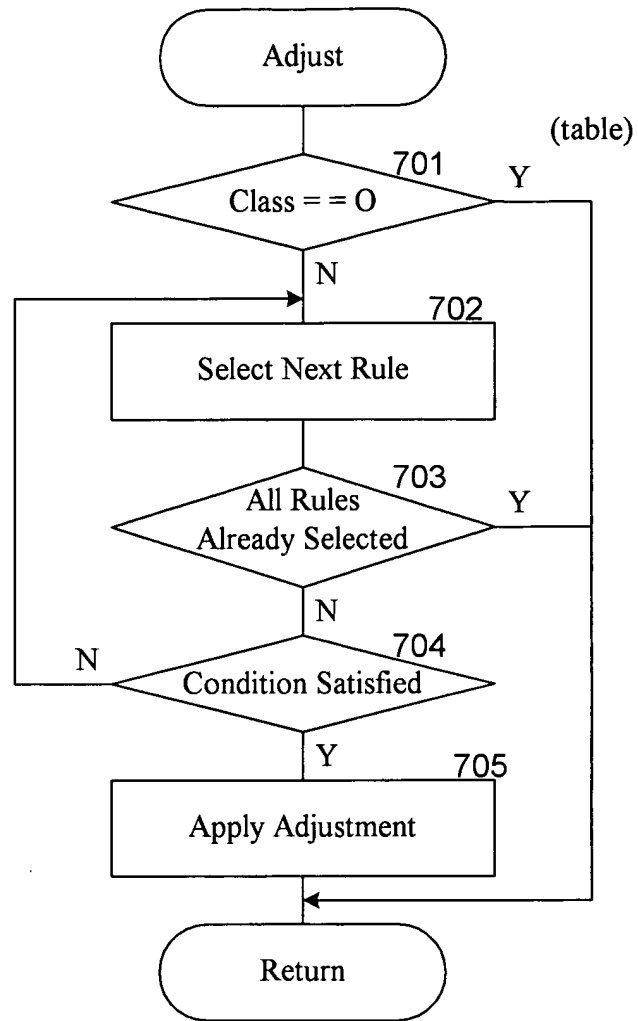 Adjust
(table)
701
Class = = O
Y
N
702
Select Next Rule
703
All Rules
Already Selected
Y
N
704
Condition Satisfied
N
Y
705
Apply Adjustment
Return